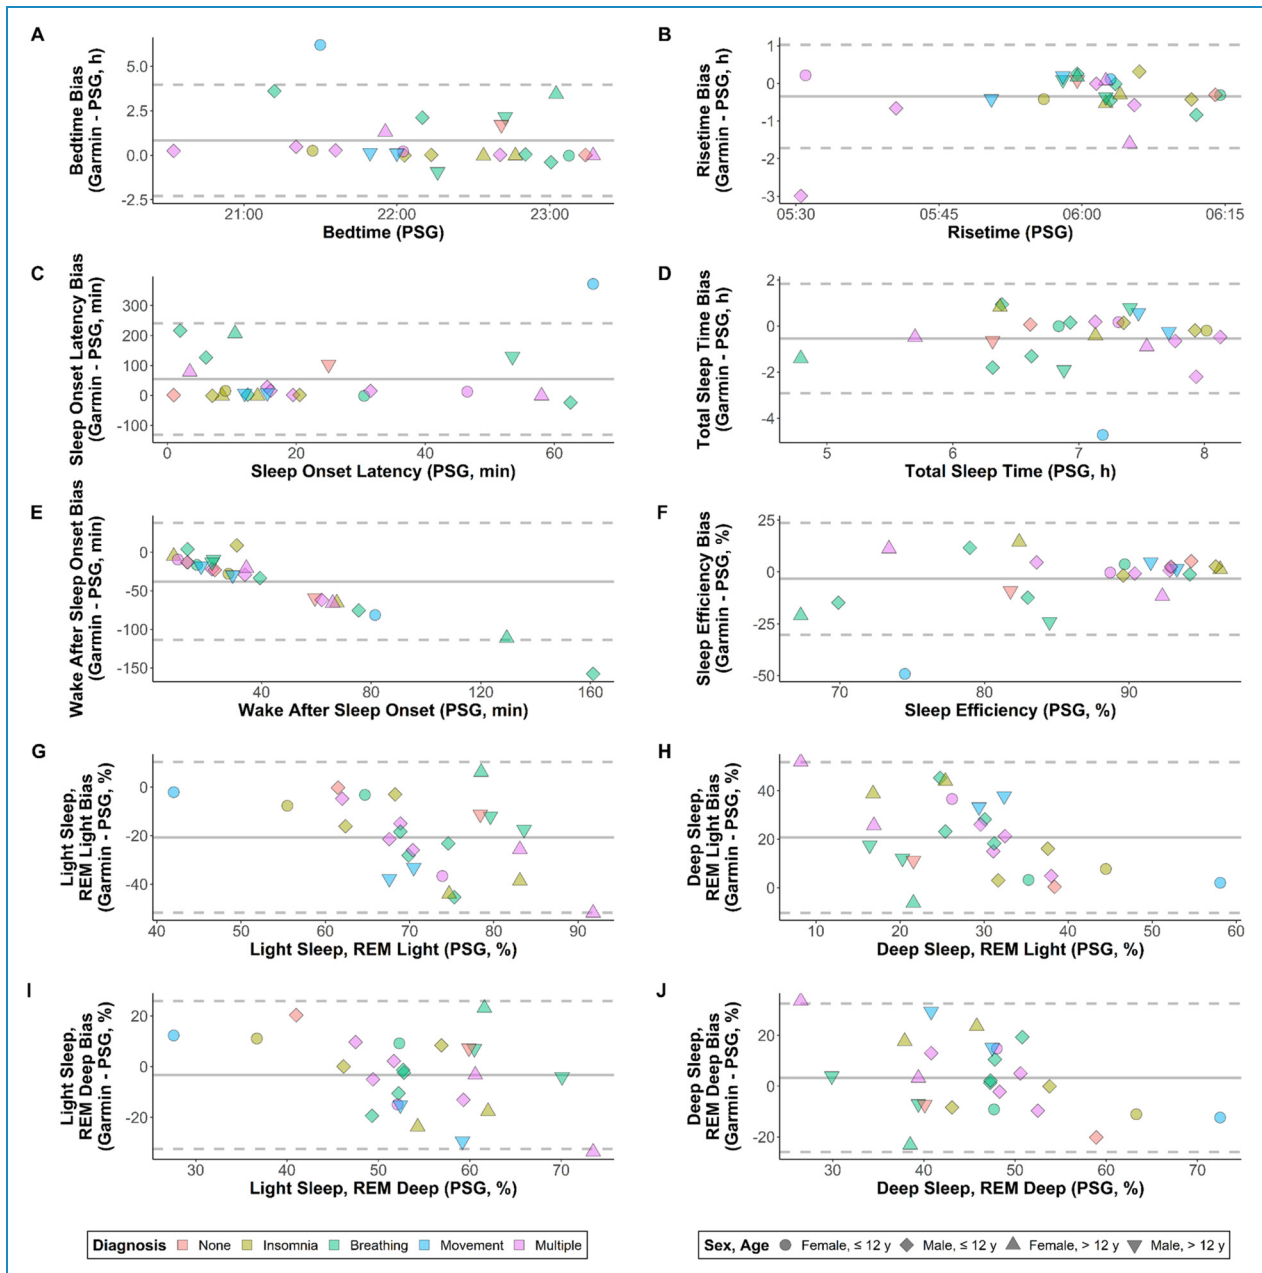 A
Bedtime Bias
(Garmin - PSG, h)
5.0
2.5
0.0
-2.5
21:00 22:00 23:00
Bedtime (PSG)
B
Risetime Bias
(Garmin - PSG, h)
1
0
-1
-2
-3
05:30 05:45 06:00 06:15
Risetime (PSG)
C
Sleep Onset Latency Bias
(Garmin - PSG, min)
300
200
100
0
-100
0 20 40 60
Sleep Onset Latency (PSG, min)
D
Total Sleep Time Bias
(Garmin - PSG, h)
2
0
-2
-4
5 6 7 8
Total Sleep Time (PSG, h)
E
Wake After Sleep Onset Bias
(Garmin - PSG, min)
0
-50
-100
-150
40 80 120 160
Wake After Sleep Onset (PSG, min)
F
Sleep Efficiency Bias
(Garmin - PSG, %)
25
0
-25
-50
70 80 90
Sleep Efficiency (PSG, %)
G
Light Sleep,
REM Light Bias
(Garmin - PSG, %)
0
-20
-40
40 50 60 70 80 90
Light Sleep, REM Light (PSG, %)
H
Deep Sleep,
REM Light Bias
(Garmin - PSG, %)
40
20
0
10 20 30 40 50 60
Deep Sleep, REM Light (PSG, %)
I
Light Sleep,
REM Deep Bias
(Garmin - PSG, %)
20
0
-20
30 40 50 60 70
Light Sleep, REM Deep (PSG, %)
J
Deep Sleep,
REM Deep Bias
(Garmin - PSG, %)
20
0
-20
30 40 50 60 70
Deep Sleep, REM Deep (PSG, %)
Diagnosis None Insomnia Breathing Movement Multiple
Sex, Age Female, ≤ 12 y Male, ≤ 12 y Female, > 12 y Male, > 12 y